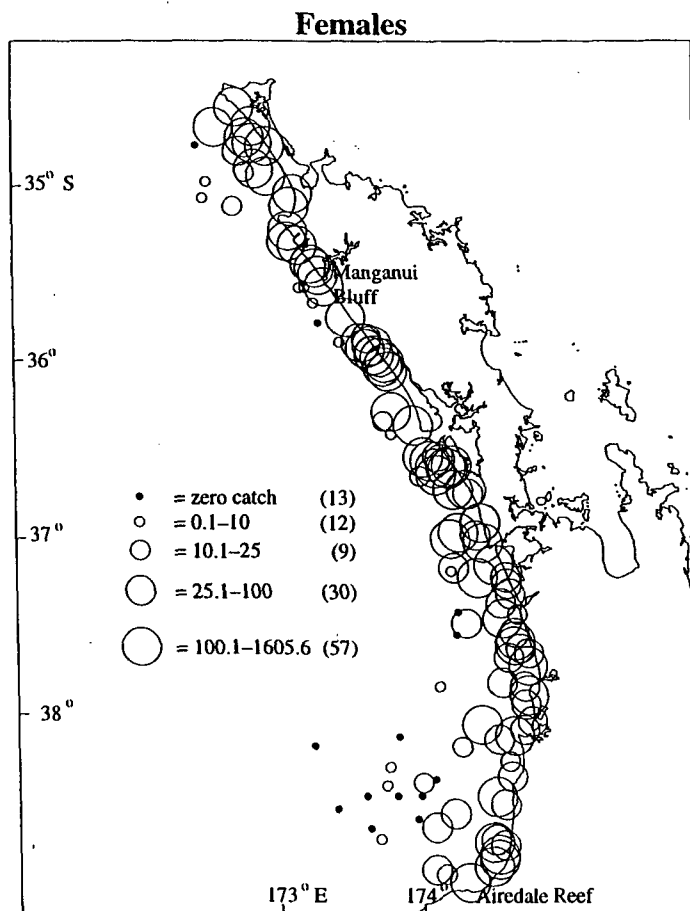 Females
35° S
Manganui
Bluff
36°
= zero catch (13)
= 0.1–10 (12)
37°
= 10.1–25 (9)
= 25.1–100 (30)
= 100.1–1605.6 (57)
38°
173° E 174° Airedale Reef